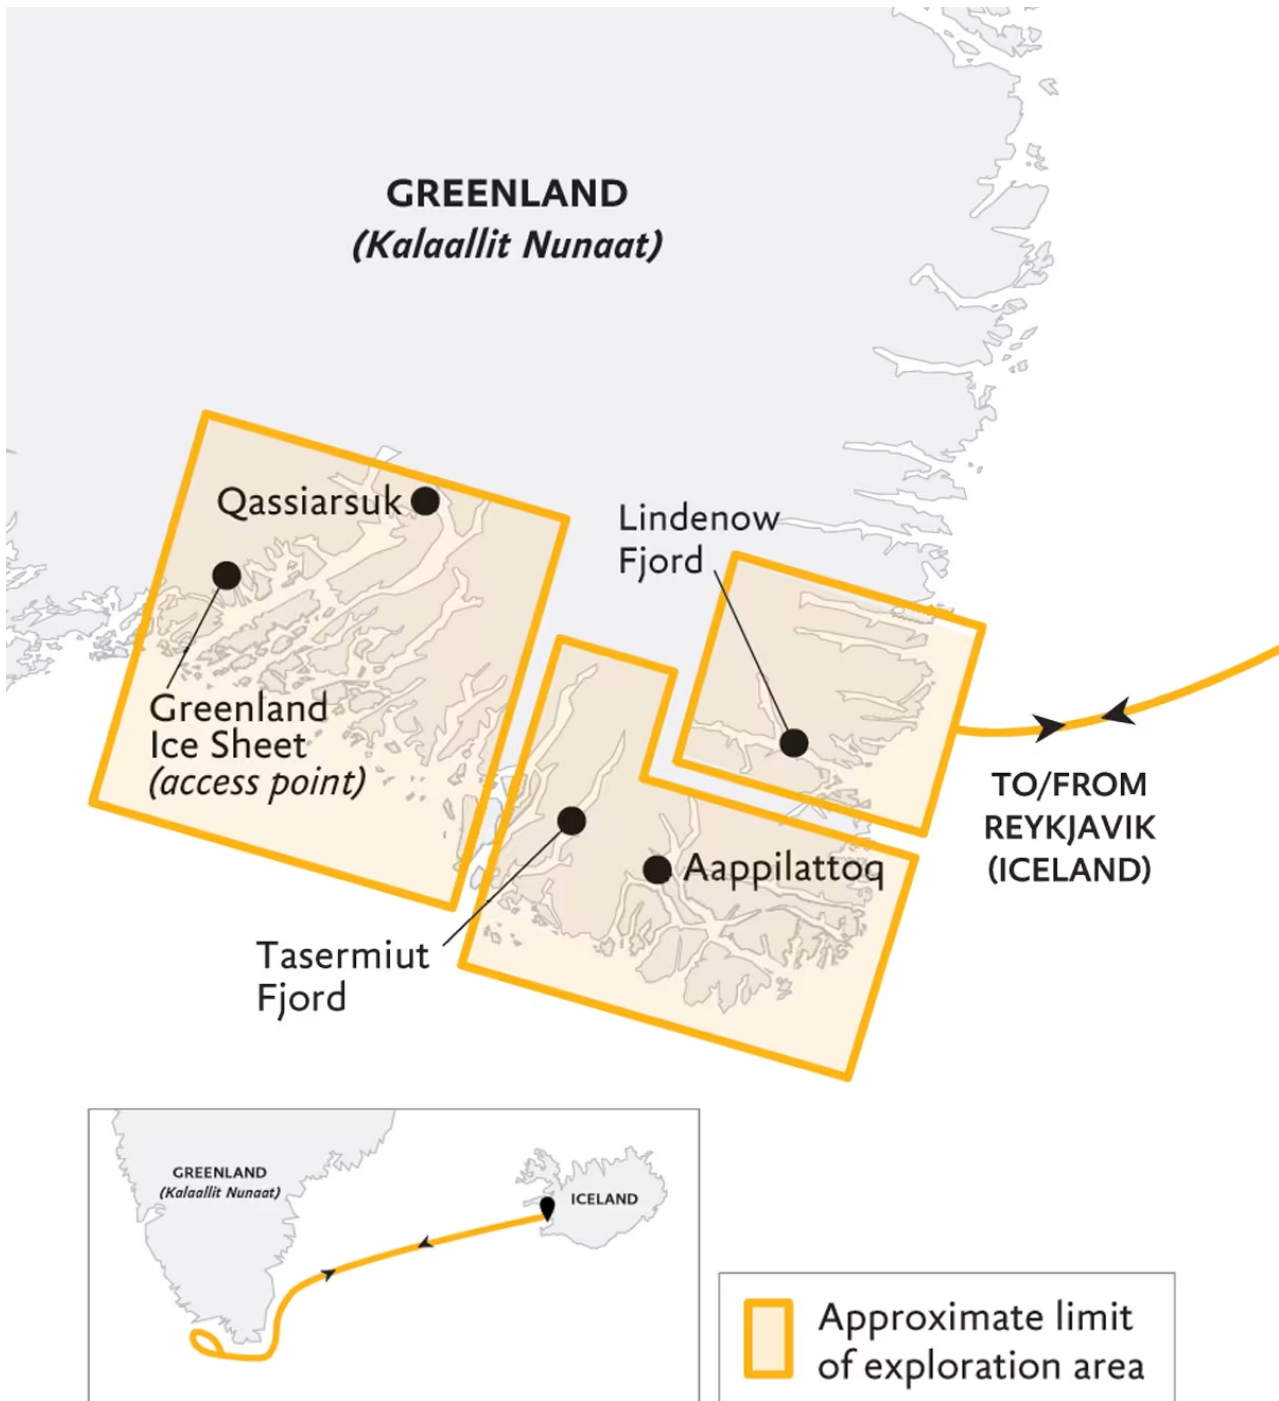 GREENLAND
(Kalaallit Nunaat)
Qassiarsuk
Lindenow
Fjord
Greenland
Ice Sheet
(access point)
TO/FROM
REYKJAVIK
(ICELAND)
Aappilattoq
Tasermiut
Fjord
GREENLAND
(Kalaallit Nunaat)
ICELAND
Approximate limit
of exploration area